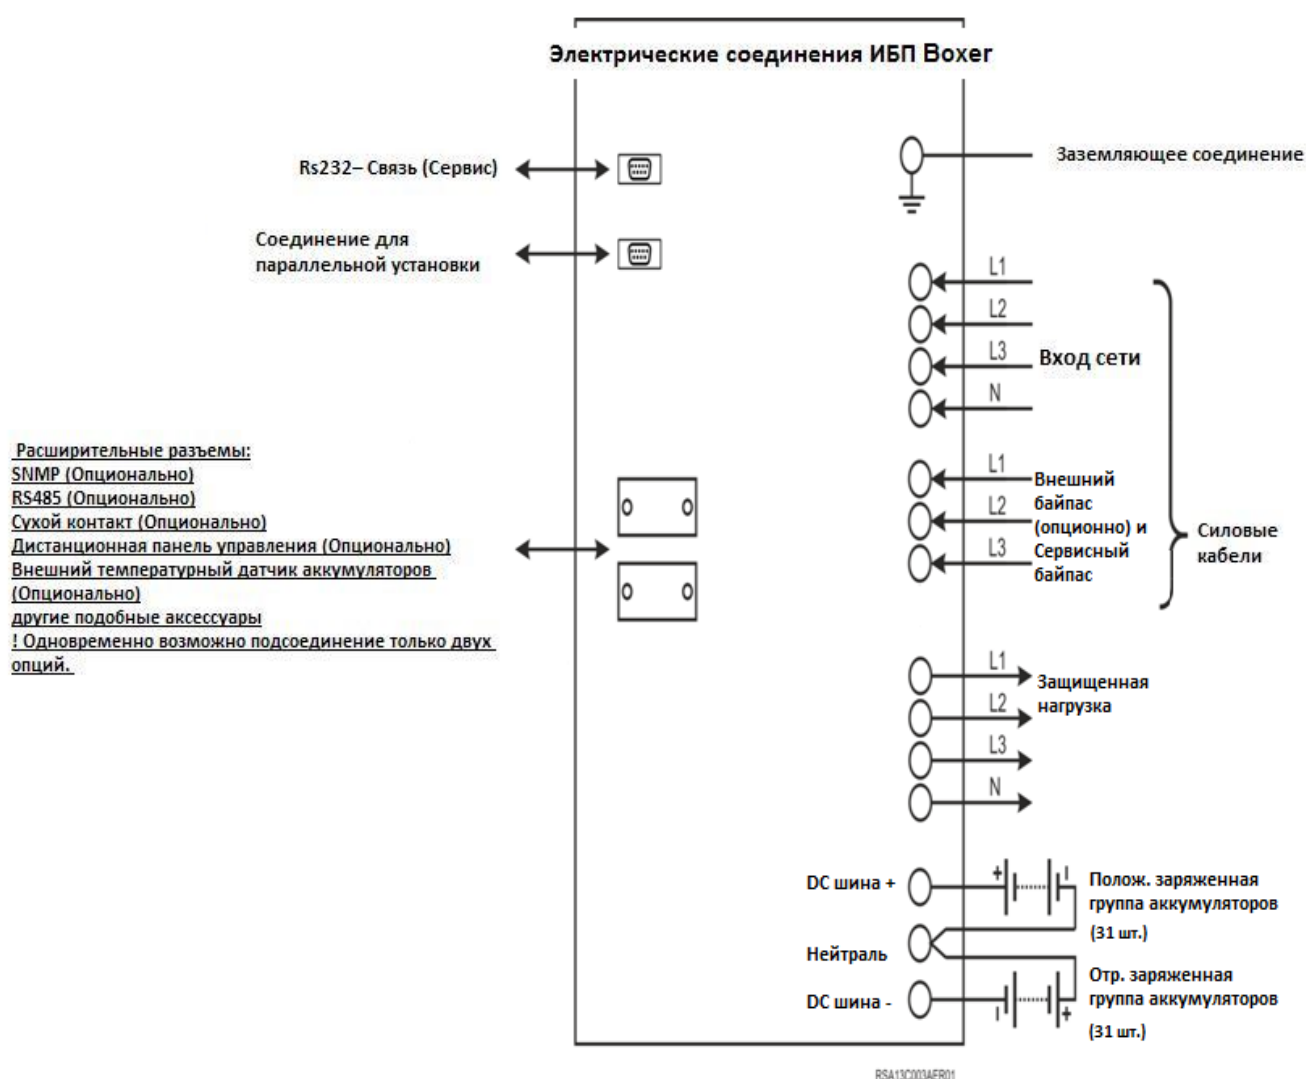 Электрические соединения ИБП Boxer
Rs232– Связь (Сервис)
Заземляющее соединение
Соединение для
параллельной установки
L1
L2
L3
N
Вход сети
Расширительные разъемы:
SNMP (Опционально)
RS485 (Опционально)
Сухой контакт (Опционально)
Дистанционная панель управления (Опционально)
Внешний температурный датчик аккумуляторов
(Опционально)
другие подобные аксессуары
! Одновременно возможно подсоединение только двух
опций.
L1
L2
L3
Внешний
байпас
(опционно) и
Сервисный
байпас
Силовые
кабели
L1
L2
L3
N
Защищенная
нагрузка
DC шина +
+
-
Полож. заряженная
группа аккумуляторов
(31 шт.)
Нейтраль
DC шина -
-
+
Отр. заряженная
группа аккумуляторов
(31 шт.)
RSA13C003AER01